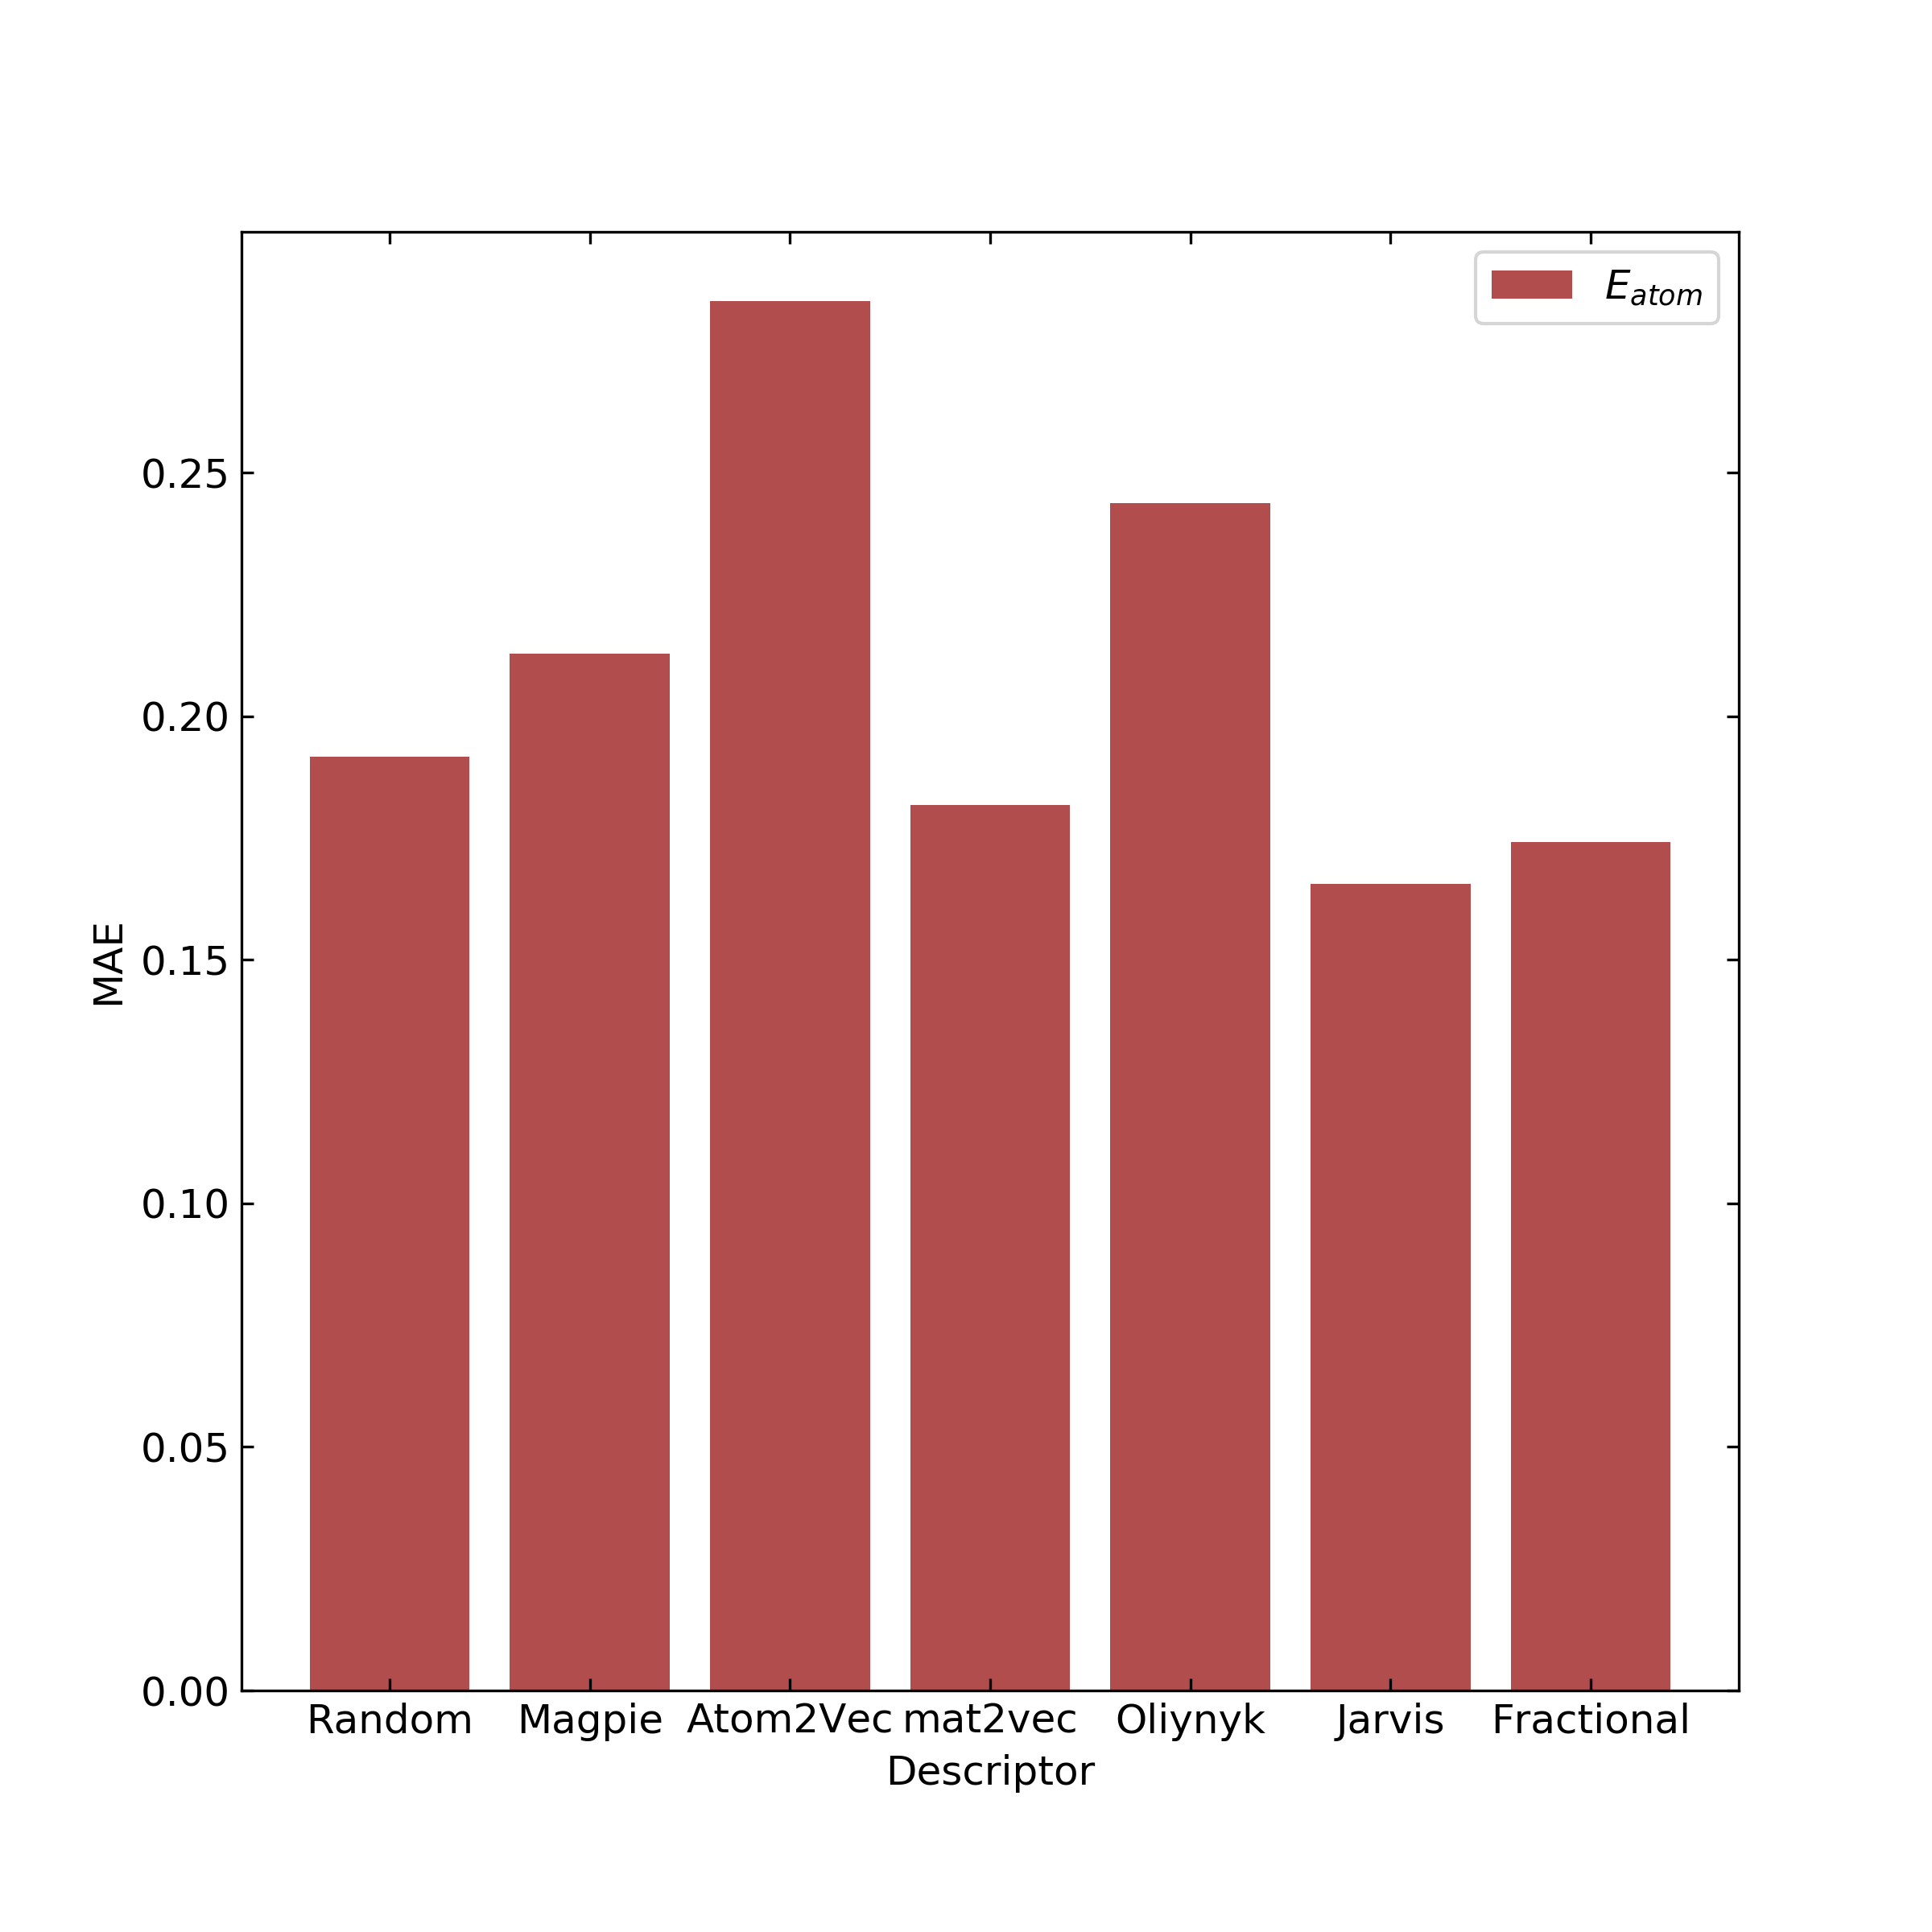 E_atom
0.25
0.20
0.15
0.10
0.05
0.00
MAE
Random Magpie Atom2Vec mat2vec Oliynyk Jarvis Fractional
Descriptor